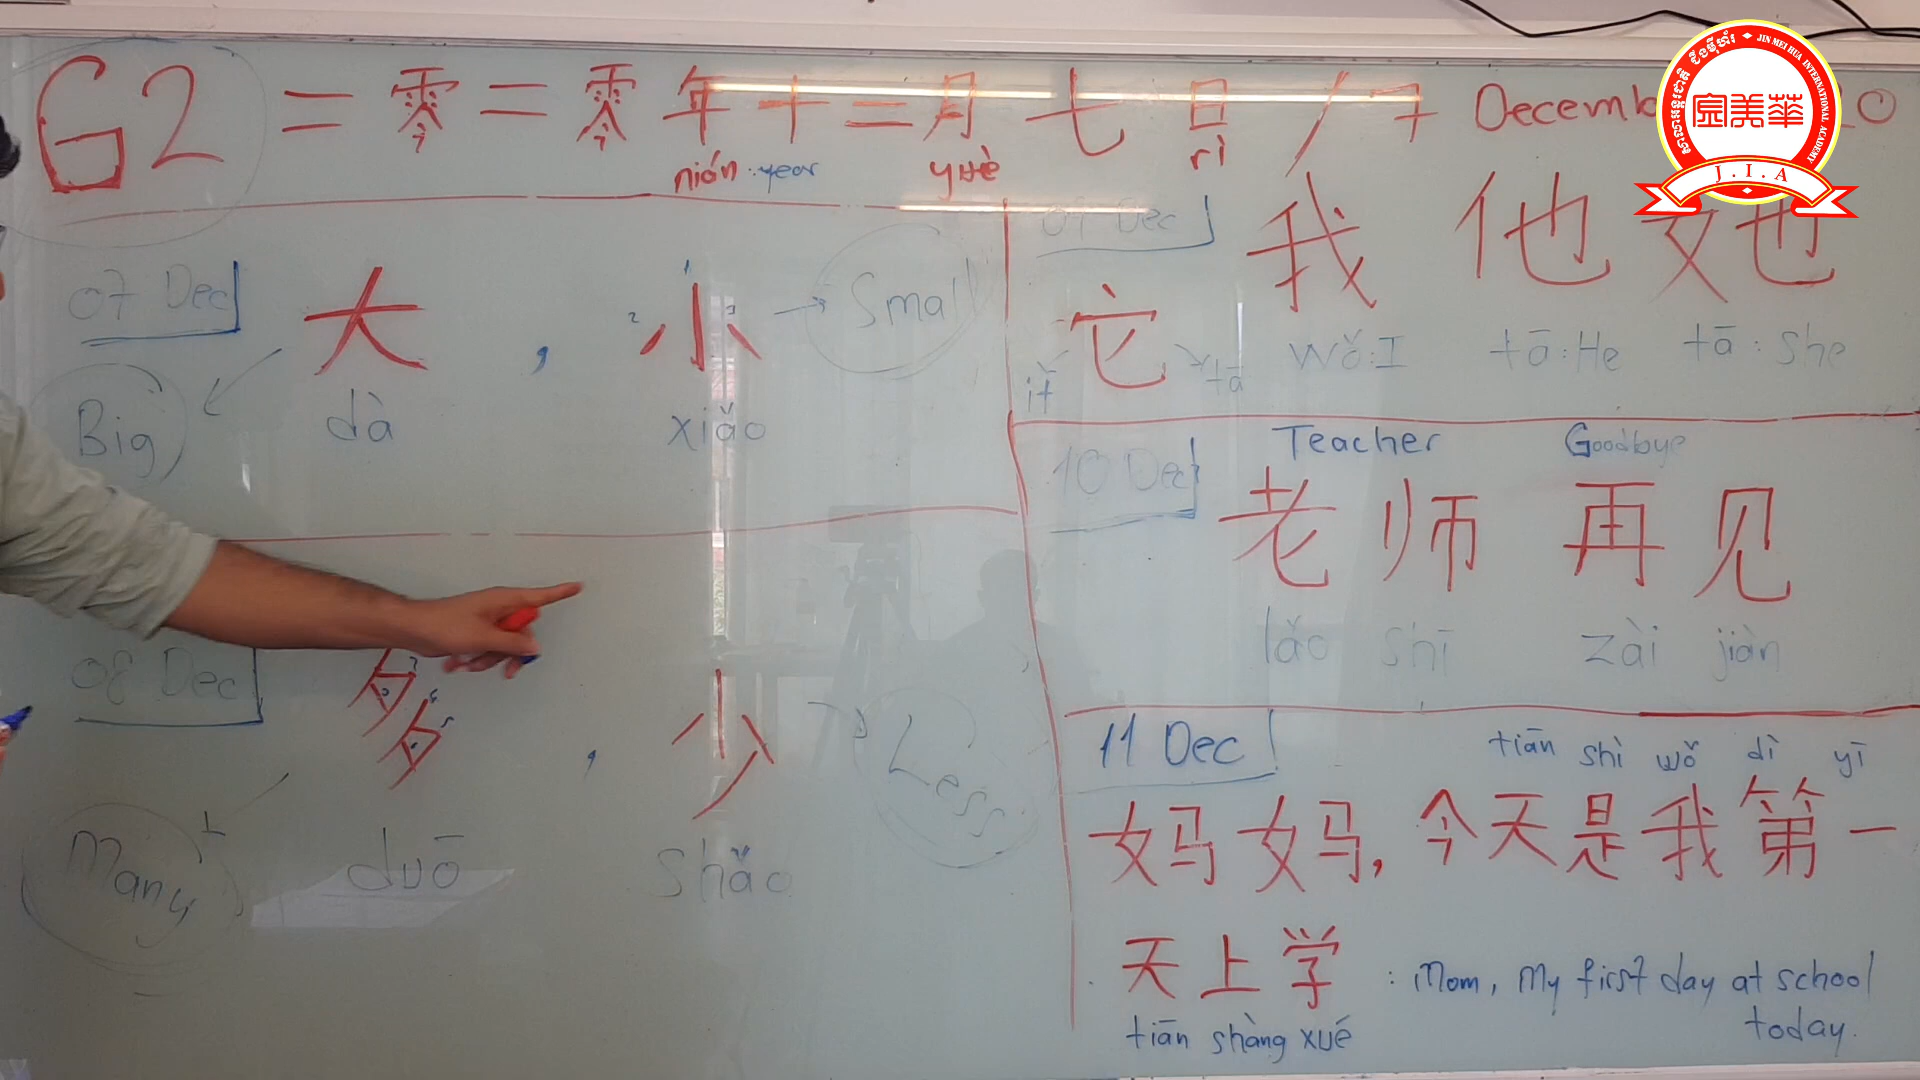 G2 二零二零年十二月七日/7 Decemb 20
nián : year yuè rì
07 Dec
大 , 小
Small
Big
dà xiǎo
08 Dec
多 , 少
Less
Many
duō shǎo
07 Dec
我 他 她
它
it tā wǒ:I tā:He tā:She
10 Dec Teacher Goodbye
老师 再见
lǎo shī zài jiàn
11 Dec tiān shì wǒ dì yī
妈妈,今天是我第一
天上学 : Mom, My first day at school
today.
tiān shàng xué
JIN MEI HUA INTERNATIONAL ACADEMY
J.I.A